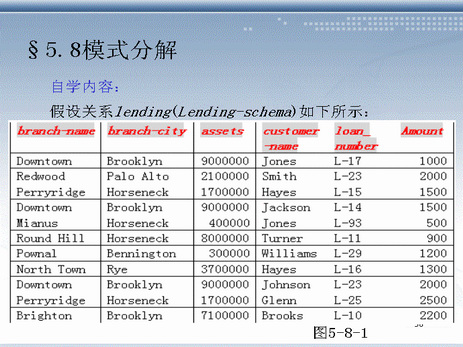 §5.8模式分解
自学内容:
假设关系lending(Lending-schema)如下所示:
branch-name branch-city assets customer-name loan_number Amount
Downtown Brooklyn 9000000 Jones L-17 1000
Redwood Palo Alto 2100000 Smith L-23 2000
Perryridge Horseneck 1700000 Hayes L-15 1500
Downtown Brooklyn 9000000 Jackson L-14 1500
Mianus Horseneck 400000 Jones L-93 500
Round Hill Horseneck 8000000 Turner L-11 900
Pownal Bennington 300000 Williams L-29 1200
North Town Rye 3700000 Hayes L-16 1300
Downtown Brooklyn 9000000 Johnson L-23 2000
Perryridge Horseneck 1700000 Glenn L-25 2500
Brighton Brooklyn 7100000 Brooks L-10 2200
图5-8-1